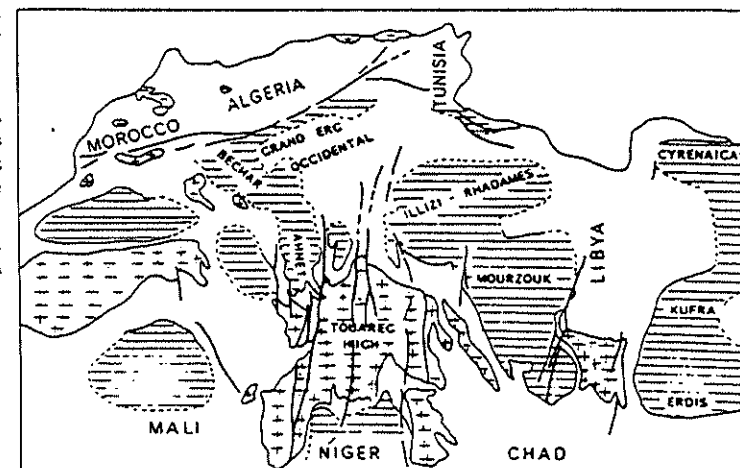 TUNISIA
ALGERIA
MOROCCO
CYRENAICA
GRAND ERG
BECHAR
OCCIDENTAL
ILLIZI RHADAMES
LIBYA
AHNET
MOURZOUK
KUFRA
TOUAREG
HIGH
ERDIS
MALI
NIGER
CHAD